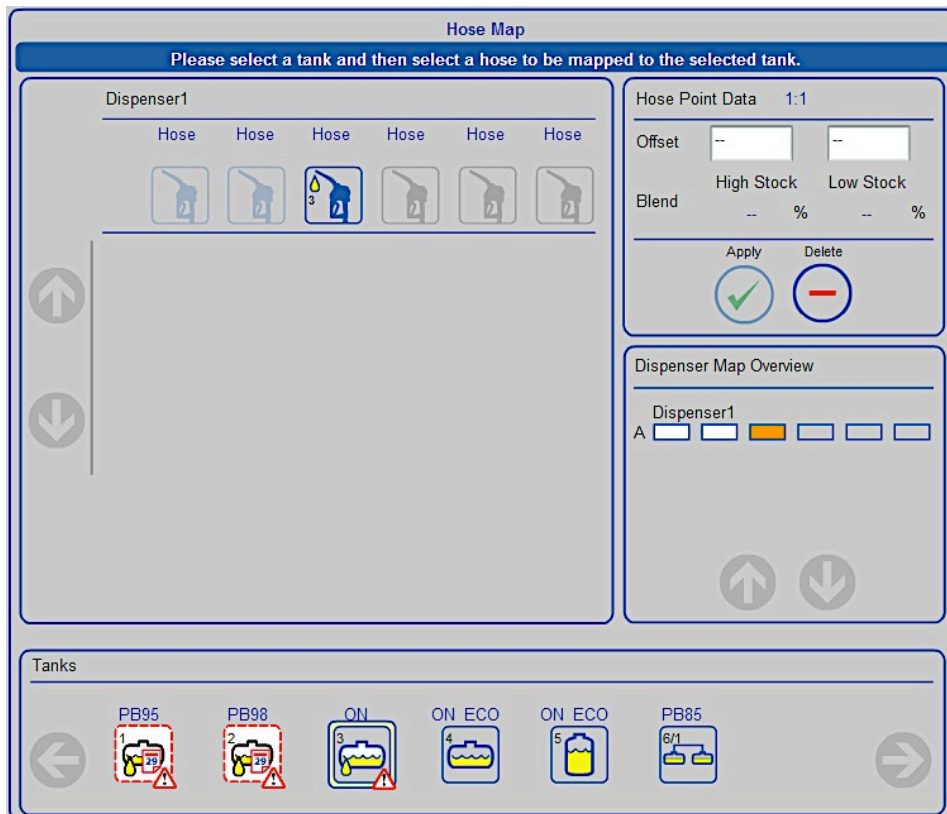 Hose Map
Please select a tank and then select a hose to be mapped to the selected tank.
Dispenser1
Hose Hose Hose Hose Hose Hose
3
Hose Point Data 1:1
Offset -- --
High Stock Low Stock
Blend -- % -- %
Apply Delete
Dispenser Map Overview
Dispenser1
A
Tanks
PB95 PB98 ON ON ECO ON ECO PB85
1 2 3 4 5 6/1
29 29